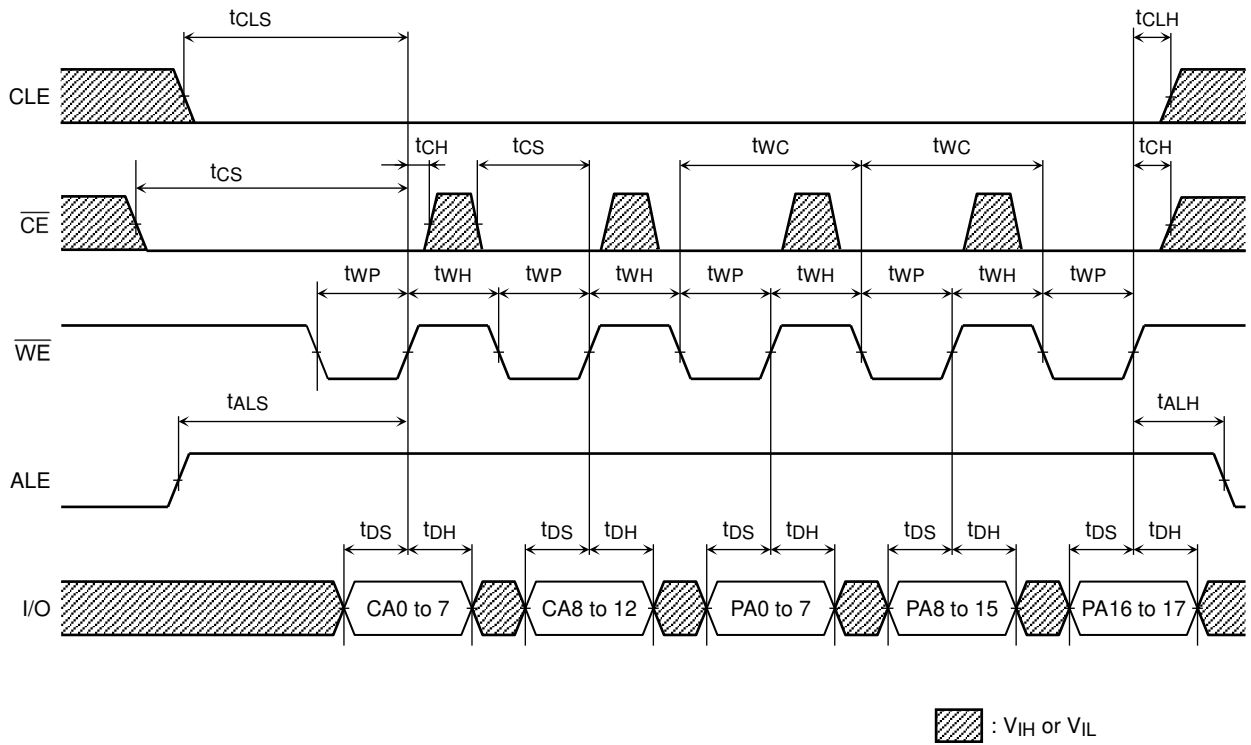 tCLS tCLH
CLE
tCH tCS tWC tWC tCH
tCS
CE
tWP tWH tWP tWH tWP tWH tWP tWH tWP
WE
tALS tALH
ALE
tDS tDH tDS tDH tDS tDH tDS tDH tDS tDH
I/O CA0 to 7 CA8 to 12 PA0 to 7 PA8 to 15 PA16 to 17
: VIH or VIL